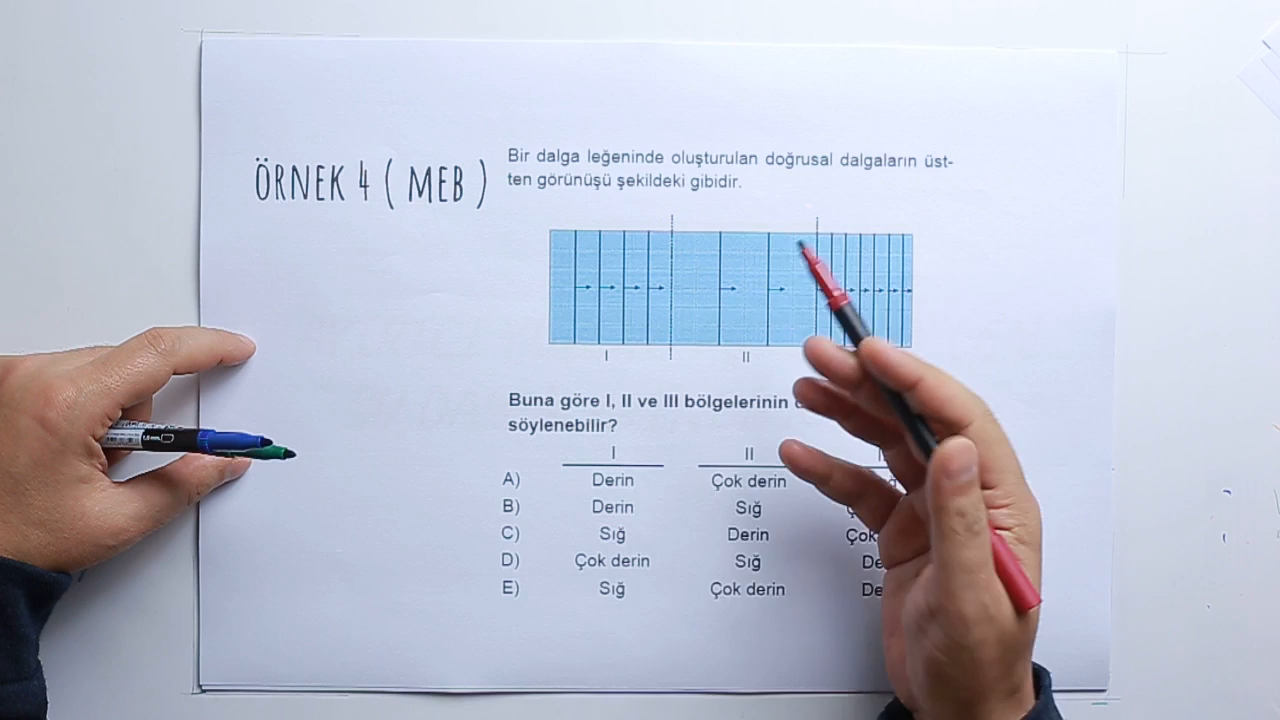 ÖRNEK 4 ( MEB )
Bir dalga leğeninde oluşturulan doğrusal dalgaların üst-
ten görünüşü şekildeki gibidir.
I II
Buna göre I, II ve III bölgelerinin
söylenebilir?
I II
A) Derin Çok derin
B) Derin Sığ
C) Sığ Derin Çok
D) Çok derin Sığ
E) Sığ Çok derin